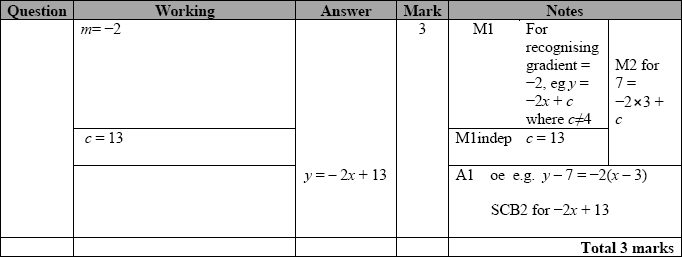 Question Working Answer Mark Notes
m= −2 3 M1 For
recognising
gradient =
−2, eg y =
−2x + c
where c≠4
M2 for
7 =
−2×3 +
c
c = 13 M1indep c = 13
y = − 2x + 13 A1 oe e.g. y – 7 = −2(x – 3)
SCB2 for −2x + 13
Total 3 marks